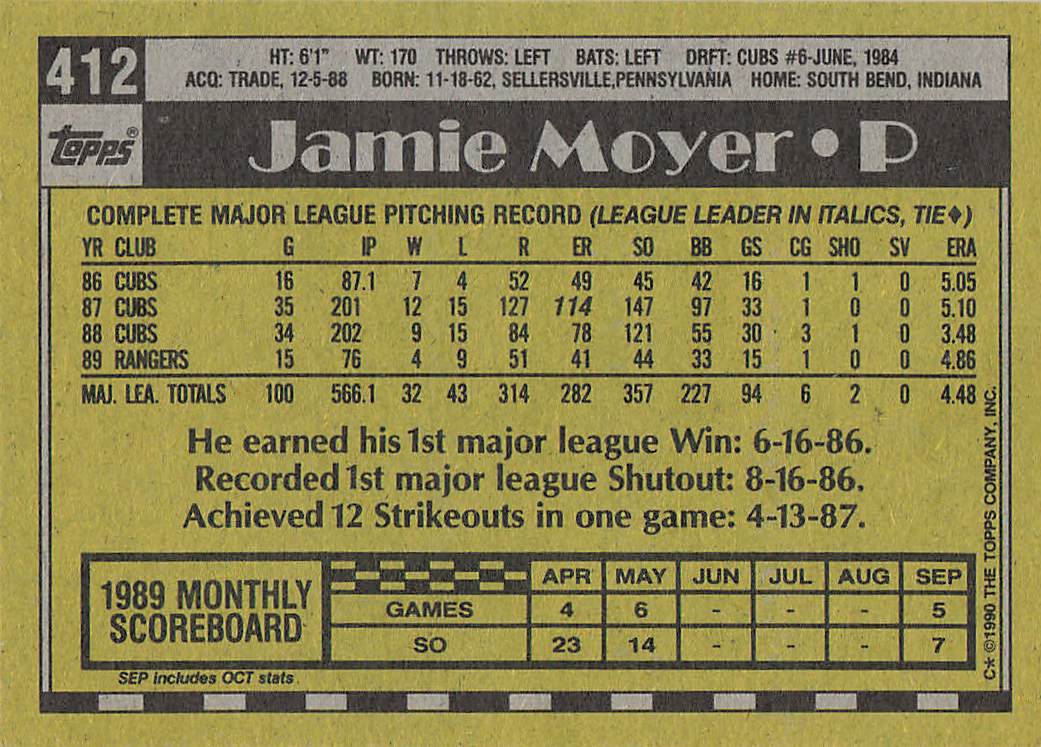 412
HT: 6'1" WT: 170 THROWS: LEFT BATS: LEFT DRFT: CUBS #6-JUNE, 1984
ACQ: TRADE, 12-5-88 BORN: 11-18-62, SELLERSVILLE,PENNSYLVANIA HOME: SOUTH BEND, INDIANA
Topps®
Jamie Moyer • P
COMPLETE MAJOR LEAGUE PITCHING RECORD (LEAGUE LEADER IN ITALICS, TIE♦)
YR CLUB G IP W L R ER SO BB GS CG SHO SV ERA
86 CUBS 16 87.1 7 4 52 49 45 42 16 1 1 0 5.05
87 CUBS 35 201 12 15 127 114 147 97 33 1 0 0 5.10
88 CUBS 34 202 9 15 84 78 121 55 30 3 1 0 3.48
89 RANGERS 15 76 4 9 51 41 44 33 15 1 0 0 4.86
MAJ. LEA. TOTALS 100 566.1 32 43 314 282 357 227 94 6 2 0 4.48
He earned his 1st major league Win: 6-16-86.
Recorded 1st major league Shutout: 8-16-86.
Achieved 12 Strikeouts in one game: 4-13-87.
1989 MONTHLY
SCOREBOARD
APR MAY JUN JUL AUG SEP
GAMES 4 6 - - - 5
SO 23 14 - - - 7
SEP includes OCT stats
C* ©1990 THE TOPPS COMPANY, INC.